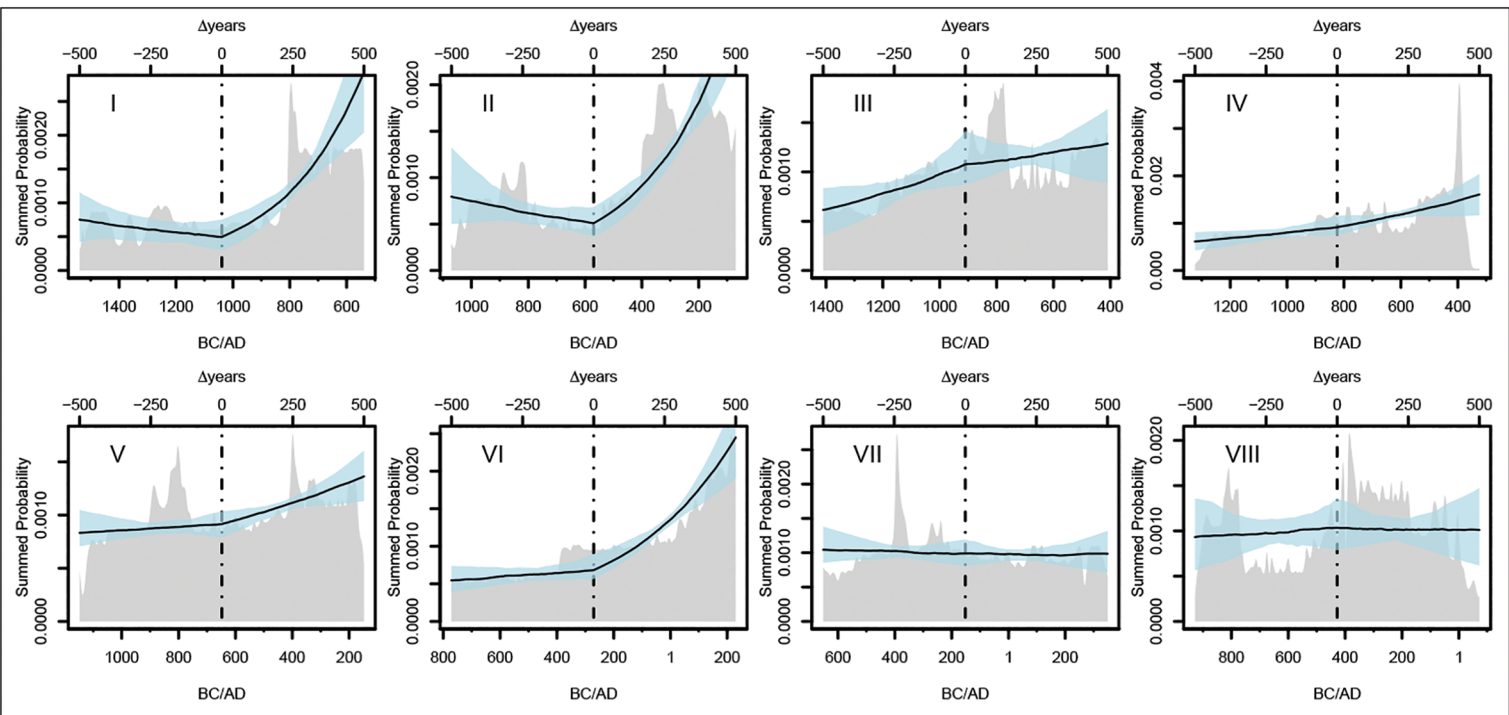 Δyears Δyears Δyears Δyears
−500 −250 0 250 500 −500 −250 0 250 500 −500 −250 0 250 500 −500 −250 0 250 500
I II III IV
Summed Probability Summed Probability Summed Probability Summed Probability
0.0020 0.0010 0.0000 0.0020 0.0010 0.0000 0.0010 0.0000 0.004 0.002 0.000
1400 1200 1000 800 600 1000 800 600 400 200 1400 1200 1000 800 600 400 1200 1000 800 600 400
BC/AD BC/AD BC/AD BC/AD
Δyears Δyears Δyears Δyears
−500 −250 0 250 500 −500 −250 0 250 500 −500 −250 0 250 500 −500 −250 0 250 500
V VI VII VIII
Summed Probability Summed Probability Summed Probability Summed Probability
0.0010 0.0000 0.0020 0.0010 0.0000 0.0020 0.0010 0.0000 0.0020 0.0010 0.0000
1000 800 600 400 200 800 600 400 200 1 200 600 400 200 1 200 800 600 400 200 1
BC/AD BC/AD BC/AD BC/AD